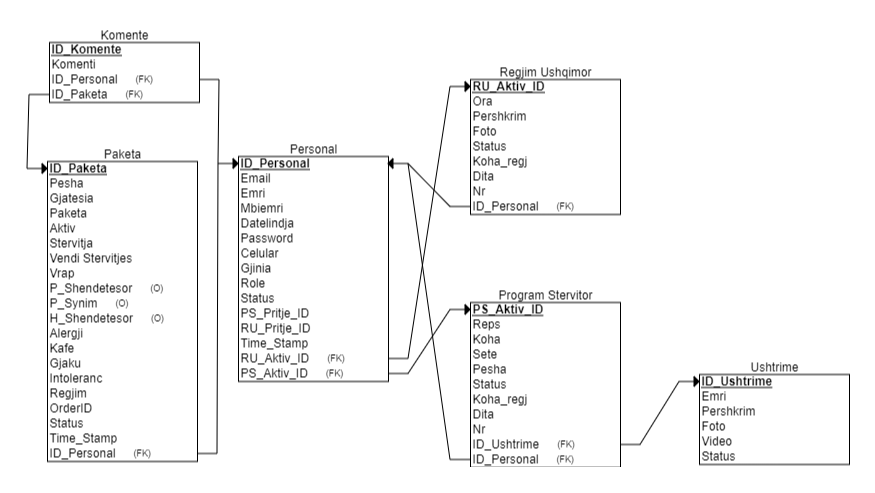 Komente
ID_Komente
Komenti
ID_Personal (FK)
ID_Paketa (FK)
Paketa
ID_Paketa
Pesha
Gjatesia
Paketa
Aktiv
Stervitja
Vendi Stervitjes
Vrap
P_Shendetesor (O)
P_Synim (O)
H_Shendetesor (O)
Alergji
Kafe
Gjaku
Intoleranc
Regjim
OrderID
Status
Time_Stamp
ID_Personal (FK)
Personal
ID_Personal
Email
Emri
Mbiemri
Datelindja
Password
Celular
Gjinia
Role
Status
PS_Pritje_ID
RU_Pritje_ID
Time_Stamp
RU_Aktiv_ID (FK)
PS_Aktiv_ID (FK)
Regjim Ushqimor
RU_Aktiv_ID
Ora
Pershkrim
Foto
Status
Koha_regj
Dita
Nr
ID_Personal (FK)
Program Stervitor
PS_Aktiv_ID
Reps
Koha
Sete
Pesha
Status
Koha_regj
Dita
Nr
ID_Ushtrime (FK)
ID_Personal (FK)
Ushtrime
ID_Ushtrime
Emri
Pershkrim
Foto
Video
Status